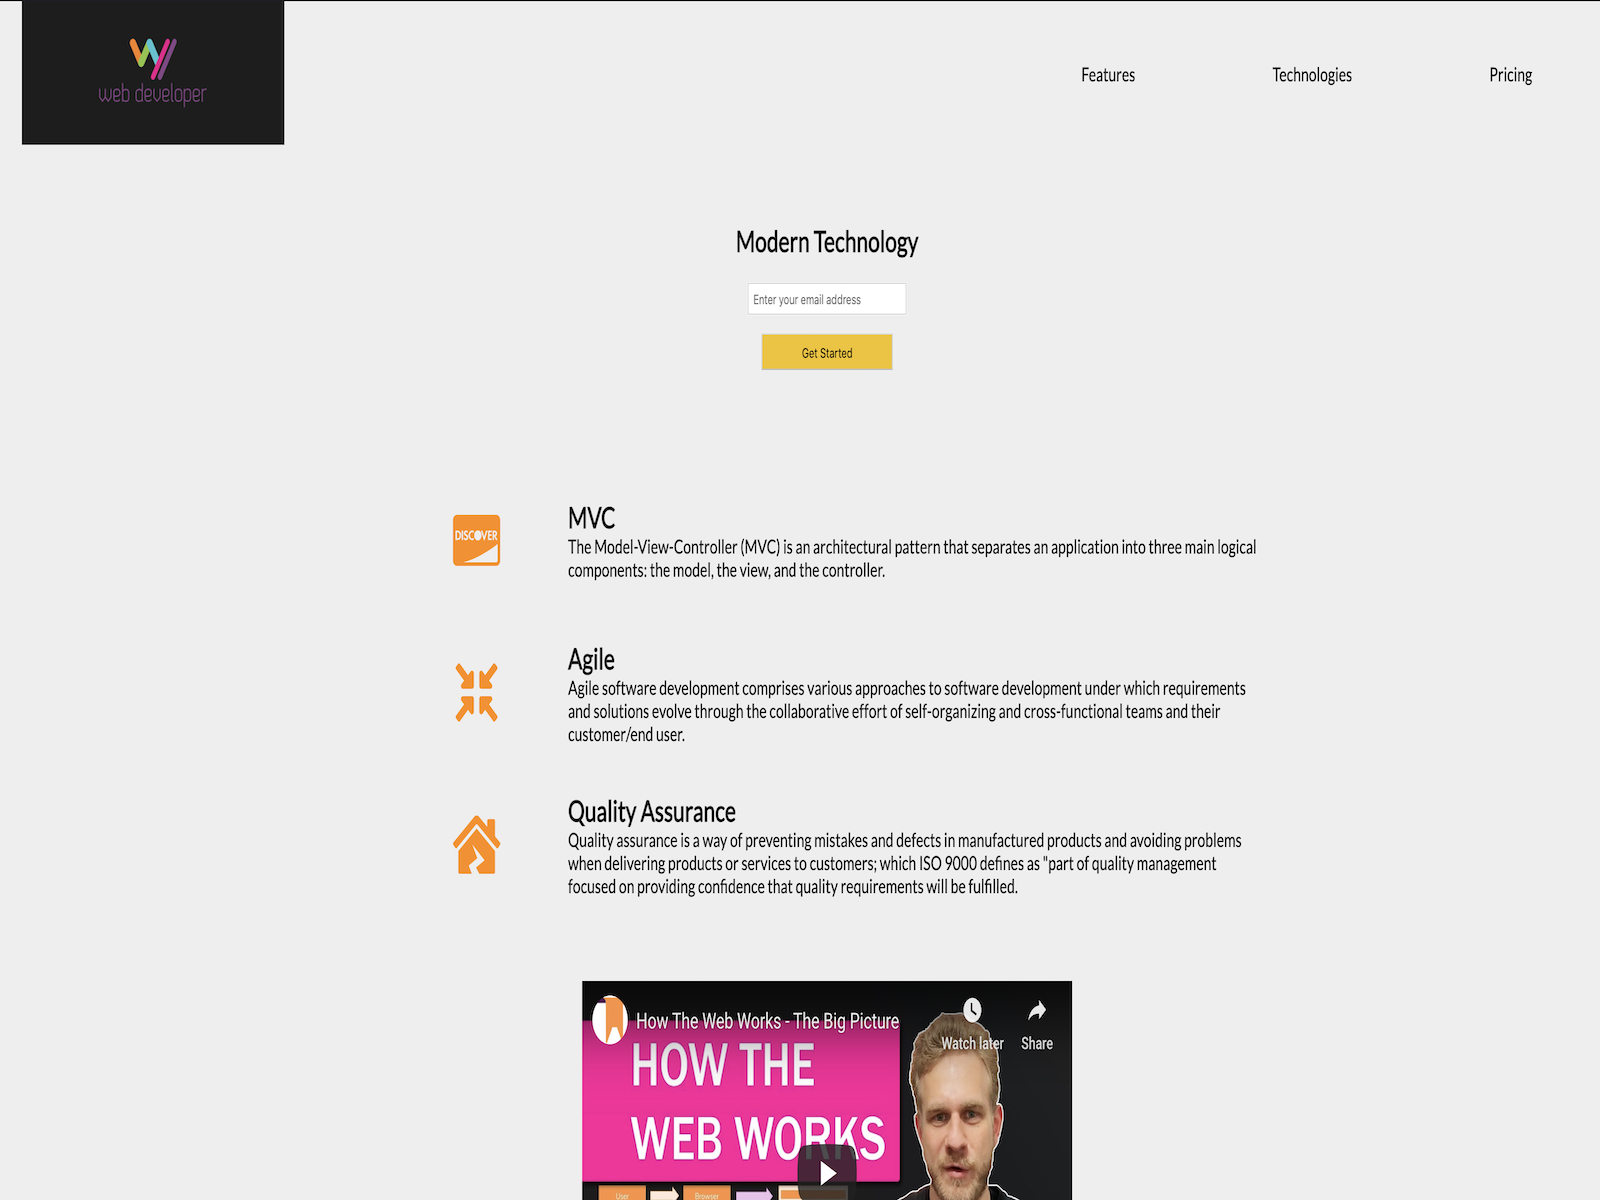 web developer
Features
Technologies
Pricing
Modern Technology
Enter your email address
Get Started
DISCOVER
MVC
The Model-View-Controller (MVC) is an architectural pattern that separates an application into three main logical
components: the model, the view, and the controller.
Agile
Agile software development comprises various approaches to software development under which requirements
and solutions evolve through the collaborative effort of self-organizing and cross-functional teams and their
customer/end user.
Quality Assurance
Quality assurance is a way of preventing mistakes and defects in manufactured products and avoiding problems
when delivering products or services to customers; which ISO 9000 defines as "part of quality management
focused on providing confidence that quality requirements will be fulfilled.
How The Web Works - The Big Picture
Watch later
Share
HOW THE
WEB WORKS
User
Browser